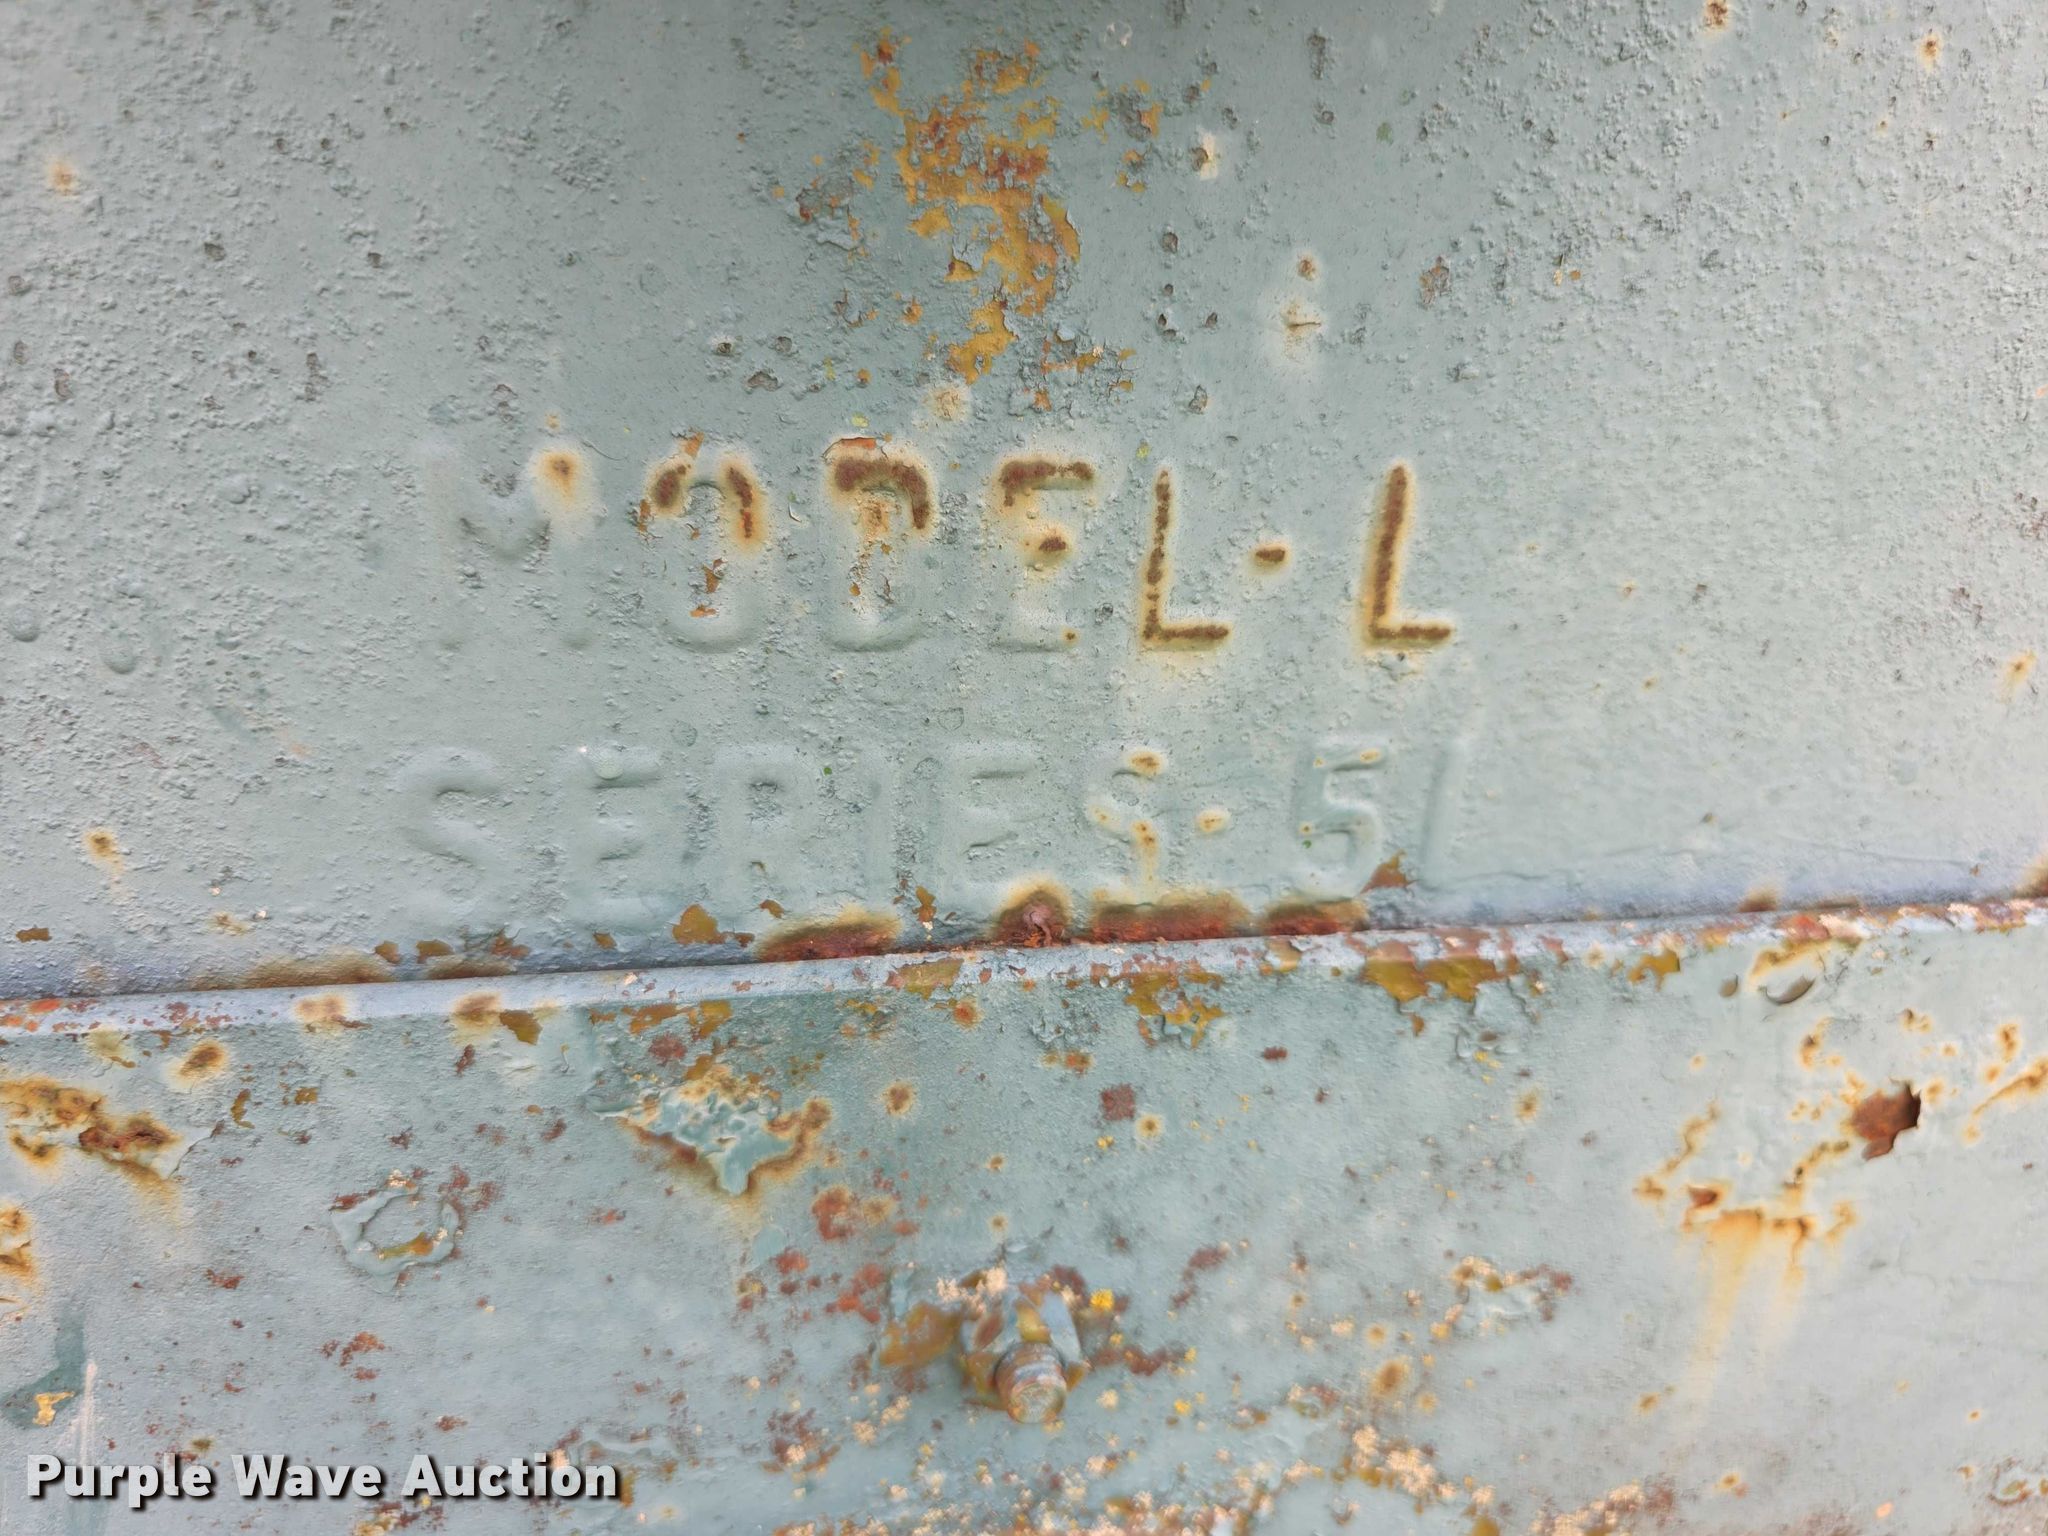 MODEL-L
SERIES-51
Purple Wave Auction